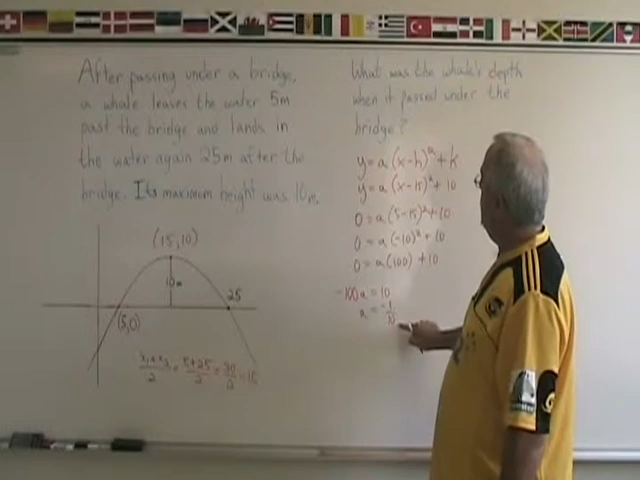 After passing under a bridge,
a whale leaves the water 5m
past the bridge and lands in
the water again 25m after the
bridge. Its maximum height was 10m.
(15,10)
10m
25
(5,0)
x₁+x₂/2 = 5+25/2 = 30/2 = 15
What was the whale's depth
when it passed under the
bridge?
y = a(x-h)² + k
y = a(x-15)² + 10
0 = a(5-15)² + 10
0 = a(-10)² + 10
0 = a(100) + 10
-100a = 10
a = -1/10